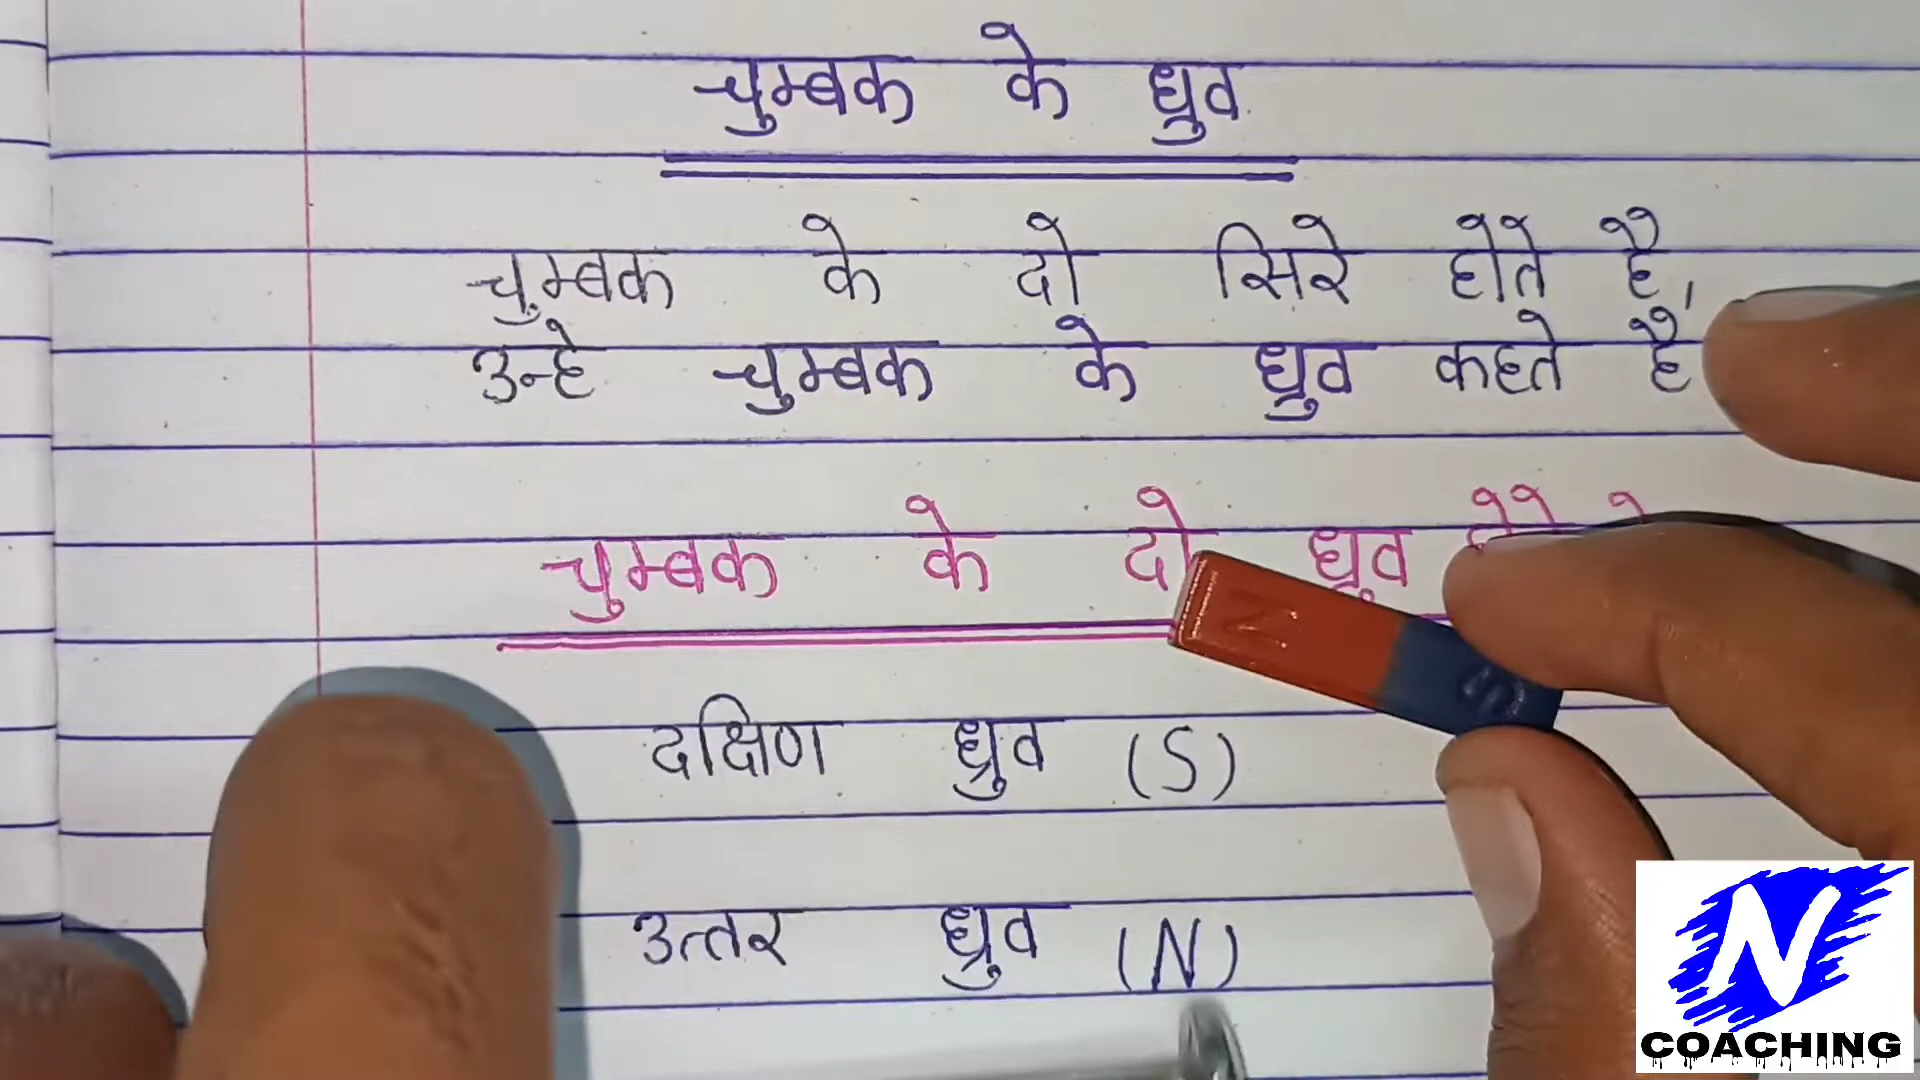 चुम्बक के ध्रुव
चुम्बक के दो सिरे होते है,
उन्हे चुम्बक के ध्रुव कहते है
चुम्बक के दो ध्रुव
N S
दक्षिण ध्रुव (S)
उत्तर ध्रुव (N)
N
COACHING